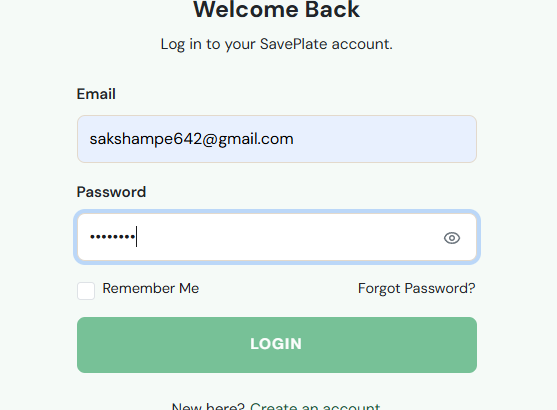 Welcome Back
Log in to your SavePlate account.
Email
sakshampe642@gmail.com
Password
••••••••
Remember Me
Forgot Password?
LOGIN
New here? Create an account